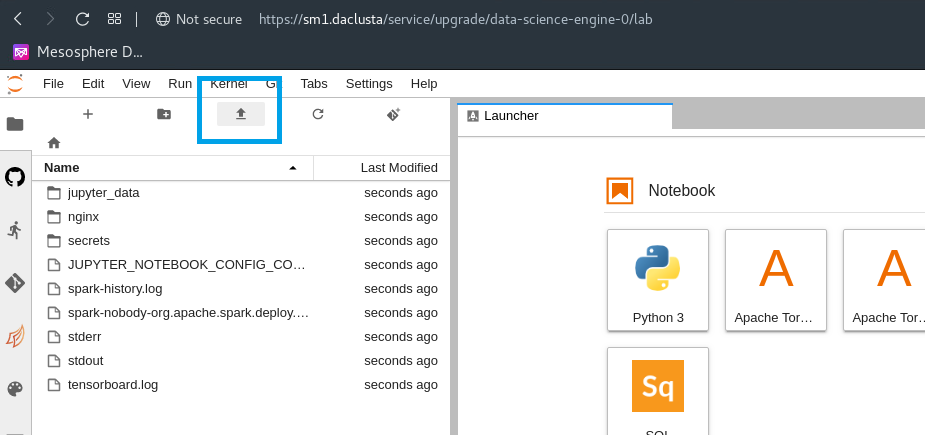 Not secure https://sm1.daclusta/service/upgrade/data-science-engine-0/lab
Mesosphere D...
File Edit View Run Kernel Tabs Settings Help
Launcher
Name Last Modified
jupyter_data seconds ago
nginx seconds ago
secrets seconds ago
JUPYTER_NOTEBOOK_CONFIG_CO... seconds ago
spark-history.log seconds ago
spark-nobody-org.apache.spark.deploy.... seconds ago
stderr seconds ago
stdout seconds ago
tensorboard.log seconds ago
Notebook
Python 3
A
Apache Tor...
A
Apache Tor...
Sq
SQL